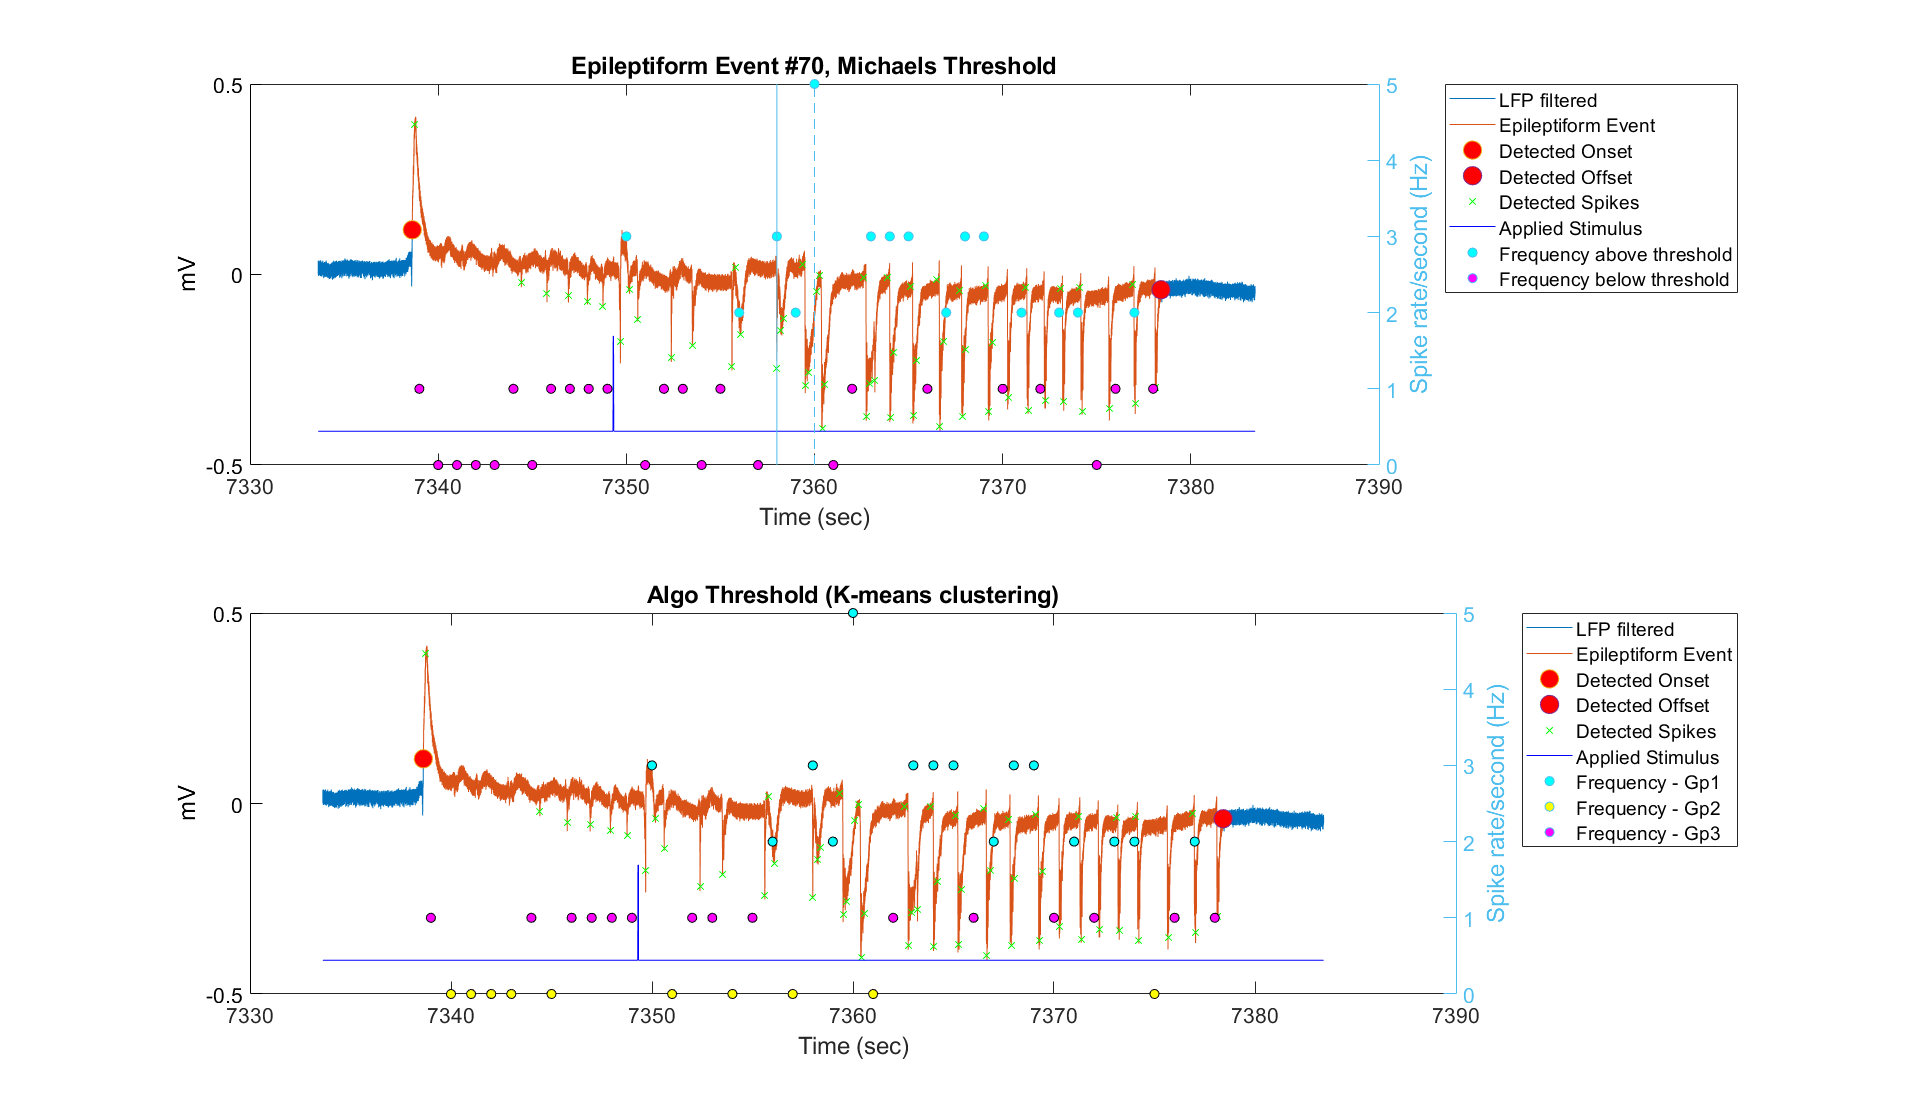 Epileptiform Event #70, Michaels Threshold
0.5
0
-0.5
mV
7330
7340
7350
7360
7370
7380
7390
Time (sec)
5
4
3
2
1
0
Spike rate/second (Hz)
LFP filtered
Epileptiform Event
Detected Onset
Detected Offset
Detected Spikes
Applied Stimulus
Frequency above threshold
Frequency below threshold
Algo Threshold (K-means clustering)
0.5
0
-0.5
mV
7330
7340
7350
7360
7370
7380
7390
Time (sec)
5
4
3
2
1
0
Spike rate/second (Hz)
LFP filtered
Epileptiform Event
Detected Onset
Detected Offset
Detected Spikes
Applied Stimulus
Frequency - Gp1
Frequency - Gp2
Frequency - Gp3